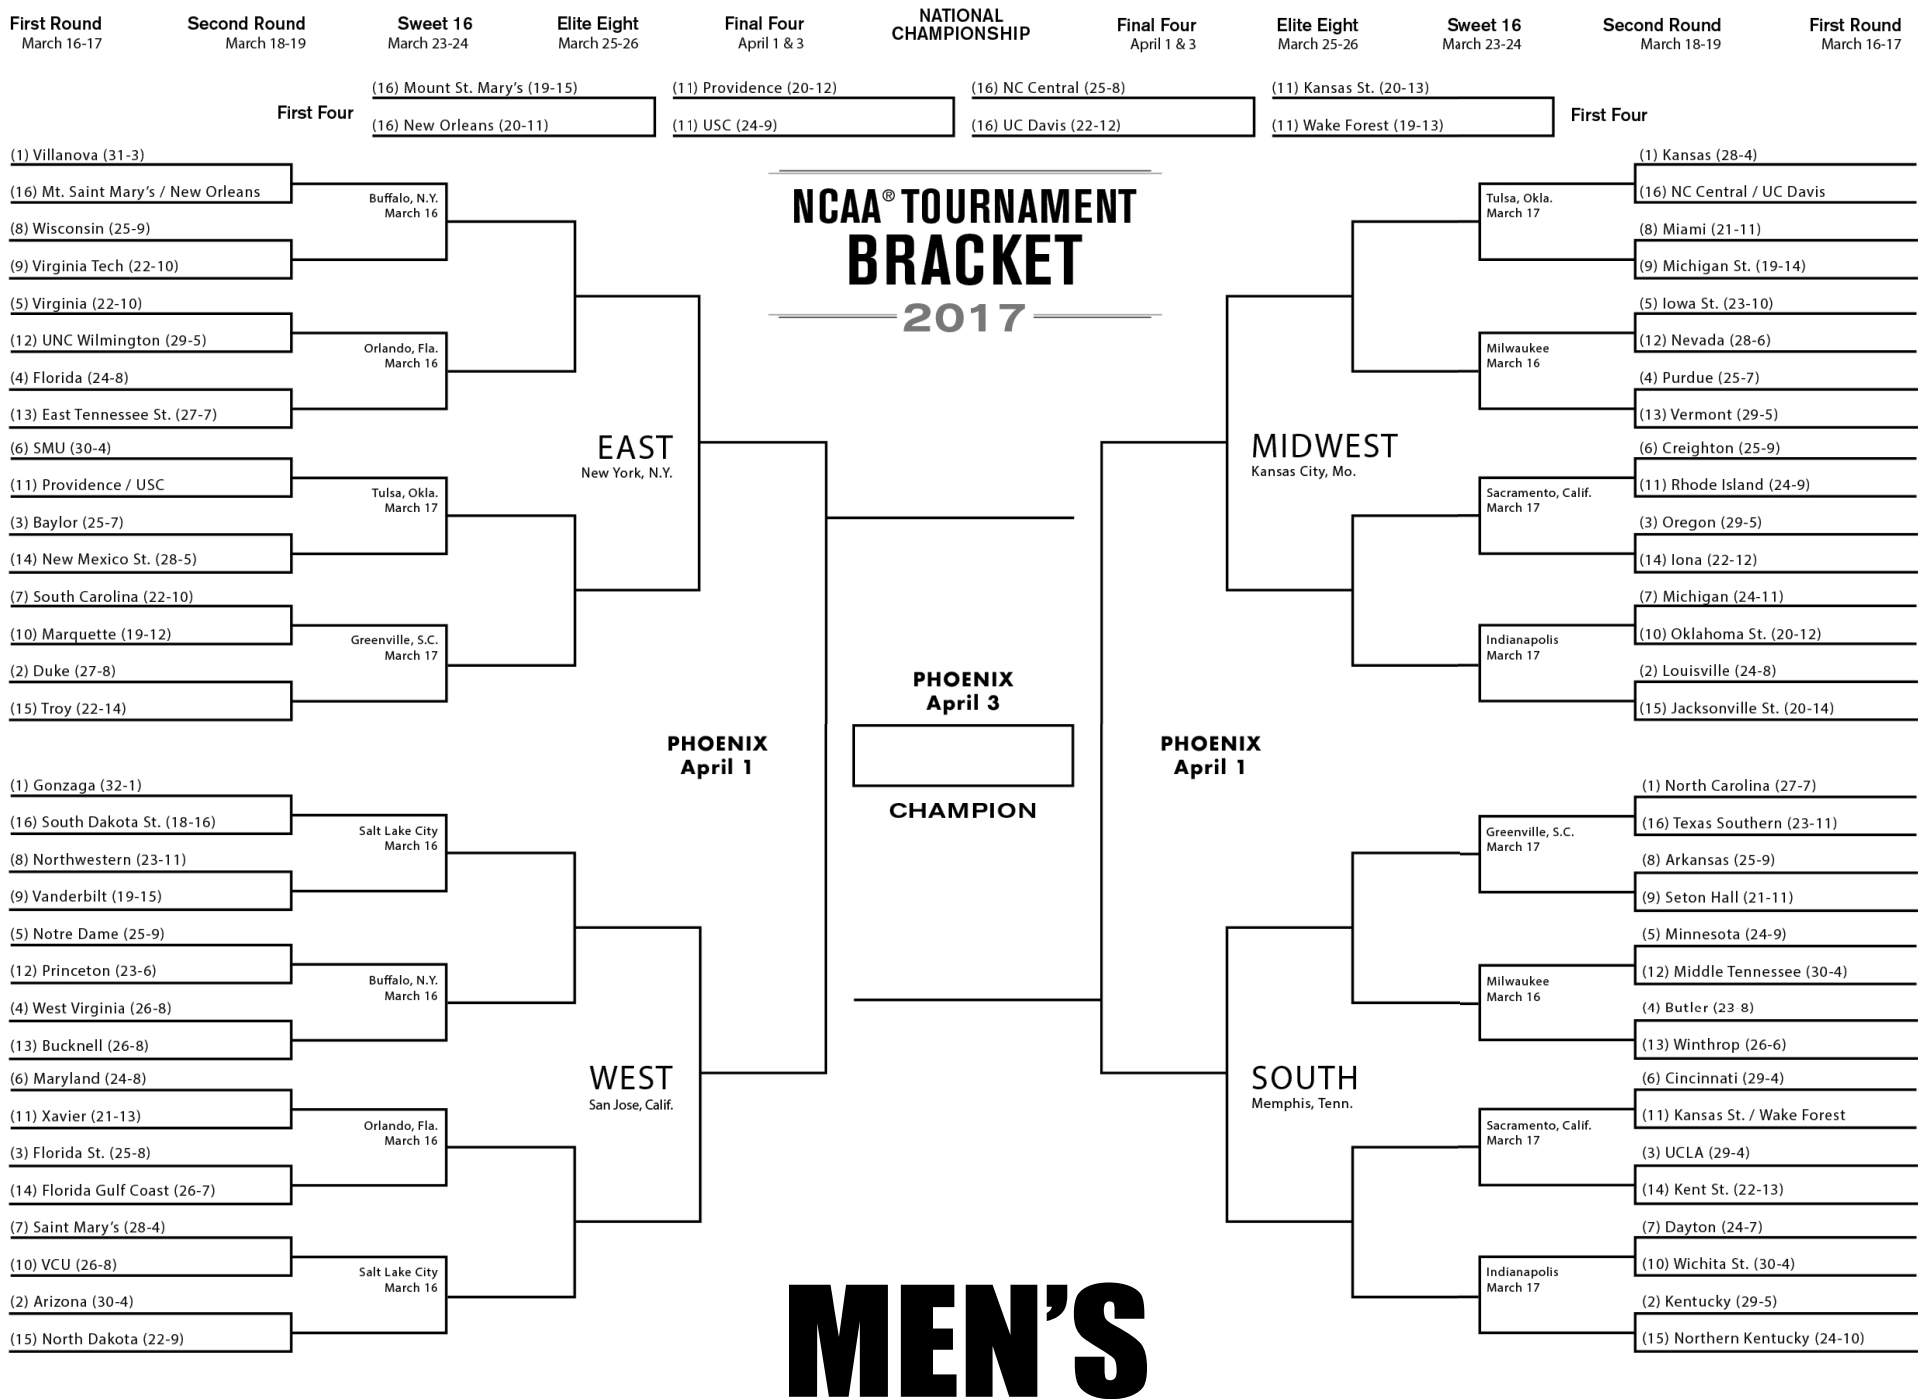 First Round
March 16-17
Second Round
March 18-19
Sweet 16
March 23-24
Elite Eight
March 25-26
Final Four
April 1 & 3
NATIONAL
CHAMPIONSHIP
Final Four
April 1 & 3
Elite Eight
March 25-26
Sweet 16
March 23-24
Second Round
March 18-19
First Round
March 16-17
First Four
(16) Mount St. Mary's (19-15)
(16) New Orleans (20-11)
(11) Providence (20-12)
(11) USC (24-9)
(16) NC Central (25-8)
(16) UC Davis (22-12)
(11) Kansas St. (20-13)
(11) Wake Forest (19-13)
First Four
NCAA® TOURNAMENT
BRACKET
2017
(1) Villanova (31-3)
(16) Mt. Saint Mary's / New Orleans
(8) Wisconsin (25-9)
(9) Virginia Tech (22-10)
(5) Virginia (22-10)
(12) UNC Wilmington (29-5)
(4) Florida (24-8)
(13) East Tennessee St. (27-7)
(6) SMU (30-4)
(11) Providence / USC
(3) Baylor (25-7)
(14) New Mexico St. (28-5)
(7) South Carolina (22-10)
(10) Marquette (19-12)
(2) Duke (27-8)
(15) Troy (22-14)
Buffalo, N.Y.
March 16
Orlando, Fla.
March 16
Tulsa, Okla.
March 17
Greenville, S.C.
March 17
EAST
New York, N.Y.
(1) Gonzaga (32-1)
(16) South Dakota St. (18-16)
(8) Northwestern (23-11)
(9) Vanderbilt (19-15)
(5) Notre Dame (25-9)
(12) Princeton (23-6)
(4) West Virginia (26-8)
(13) Bucknell (26-8)
(6) Maryland (24-8)
(11) Xavier (21-13)
(3) Florida St. (25-8)
(14) Florida Gulf Coast (26-7)
(7) Saint Mary's (28-4)
(10) VCU (26-8)
(2) Arizona (30-4)
(15) North Dakota (22-9)
Salt Lake City
March 16
Buffalo, N.Y.
March 16
Orlando, Fla.
March 16
Salt Lake City
March 16
WEST
San Jose, Calif.
PHOENIX
April 1
PHOENIX
April 3
CHAMPION
PHOENIX
April 1
MIDWEST
Kansas City, Mo.
Tulsa, Okla.
March 17
Milwaukee
March 16
Sacramento, Calif.
March 17
Indianapolis
March 17
(1) Kansas (28-4)
(16) NC Central / UC Davis
(8) Miami (21-11)
(9) Michigan St. (19-14)
(5) Iowa St. (23-10)
(12) Nevada (28-6)
(4) Purdue (25-7)
(13) Vermont (29-5)
(6) Creighton (25-9)
(11) Rhode Island (24-9)
(3) Oregon (29-5)
(14) Iona (22-12)
(7) Michigan (24-11)
(10) Oklahoma St. (20-12)
(2) Louisville (24-8)
(15) Jacksonville St. (20-14)
SOUTH
Memphis, Tenn.
Greenville, S.C.
March 17
Milwaukee
March 16
Sacramento, Calif.
March 17
Indianapolis
March 17
(1) North Carolina (27-7)
(16) Texas Southern (23-11)
(8) Arkansas (25-9)
(9) Seton Hall (21-11)
(5) Minnesota (24-9)
(12) Middle Tennessee (30-4)
(4) Butler (23-8)
(13) Winthrop (26-6)
(6) Cincinnati (29-4)
(11) Kansas St. / Wake Forest
(3) UCLA (29-4)
(14) Kent St. (22-13)
(7) Dayton (24-7)
(10) Wichita St. (30-4)
(2) Kentucky (29-5)
(15) Northern Kentucky (24-10)
MEN'S